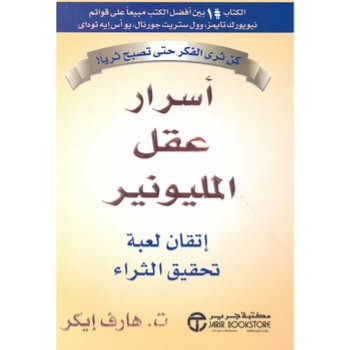 الكتاب #1 بين أفضل الكتب مبيعاً على قوائم
نيويورك تايمز، وول ستريت جورنال، يو أس إيه توداي
كن ثرى الفكر حتى تصبح ثريا!
أسرار
عقل
المليونير
إتقان لعبة
تحقيق الثراء
ت. هارف إيكر
مكتبة جرير
JARIR BOOKSTORE